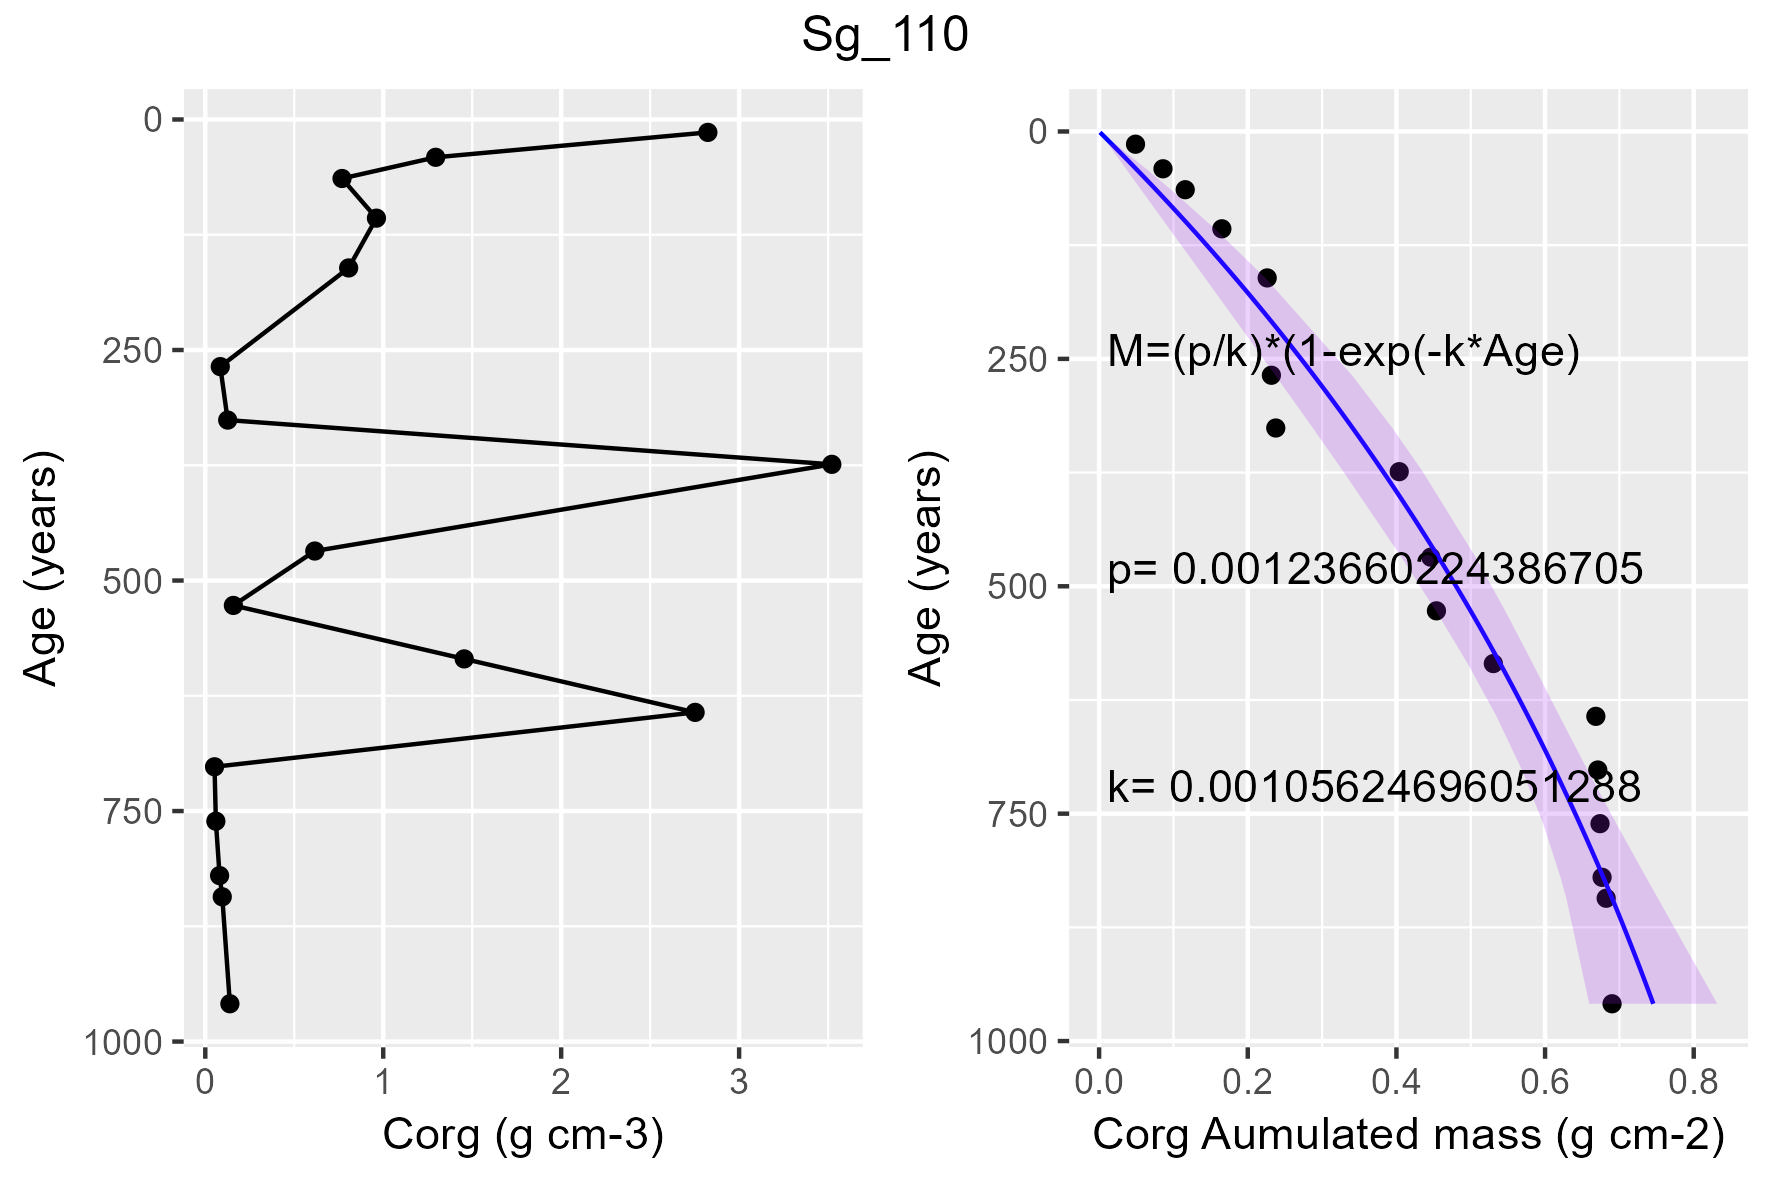 Sg_110
0
250
500
750
1000
0
1
2
3
Age (years)
Corg (g cm-3)
0
250
500
750
1000
0.0
0.2
0.4
0.6
0.8
Age (years)
Corg Aumulated mass (g cm-2)
M=(p/k)*(1-exp(-k*Age)
p= 0.00123660224386705
k= 0.00105624696051288